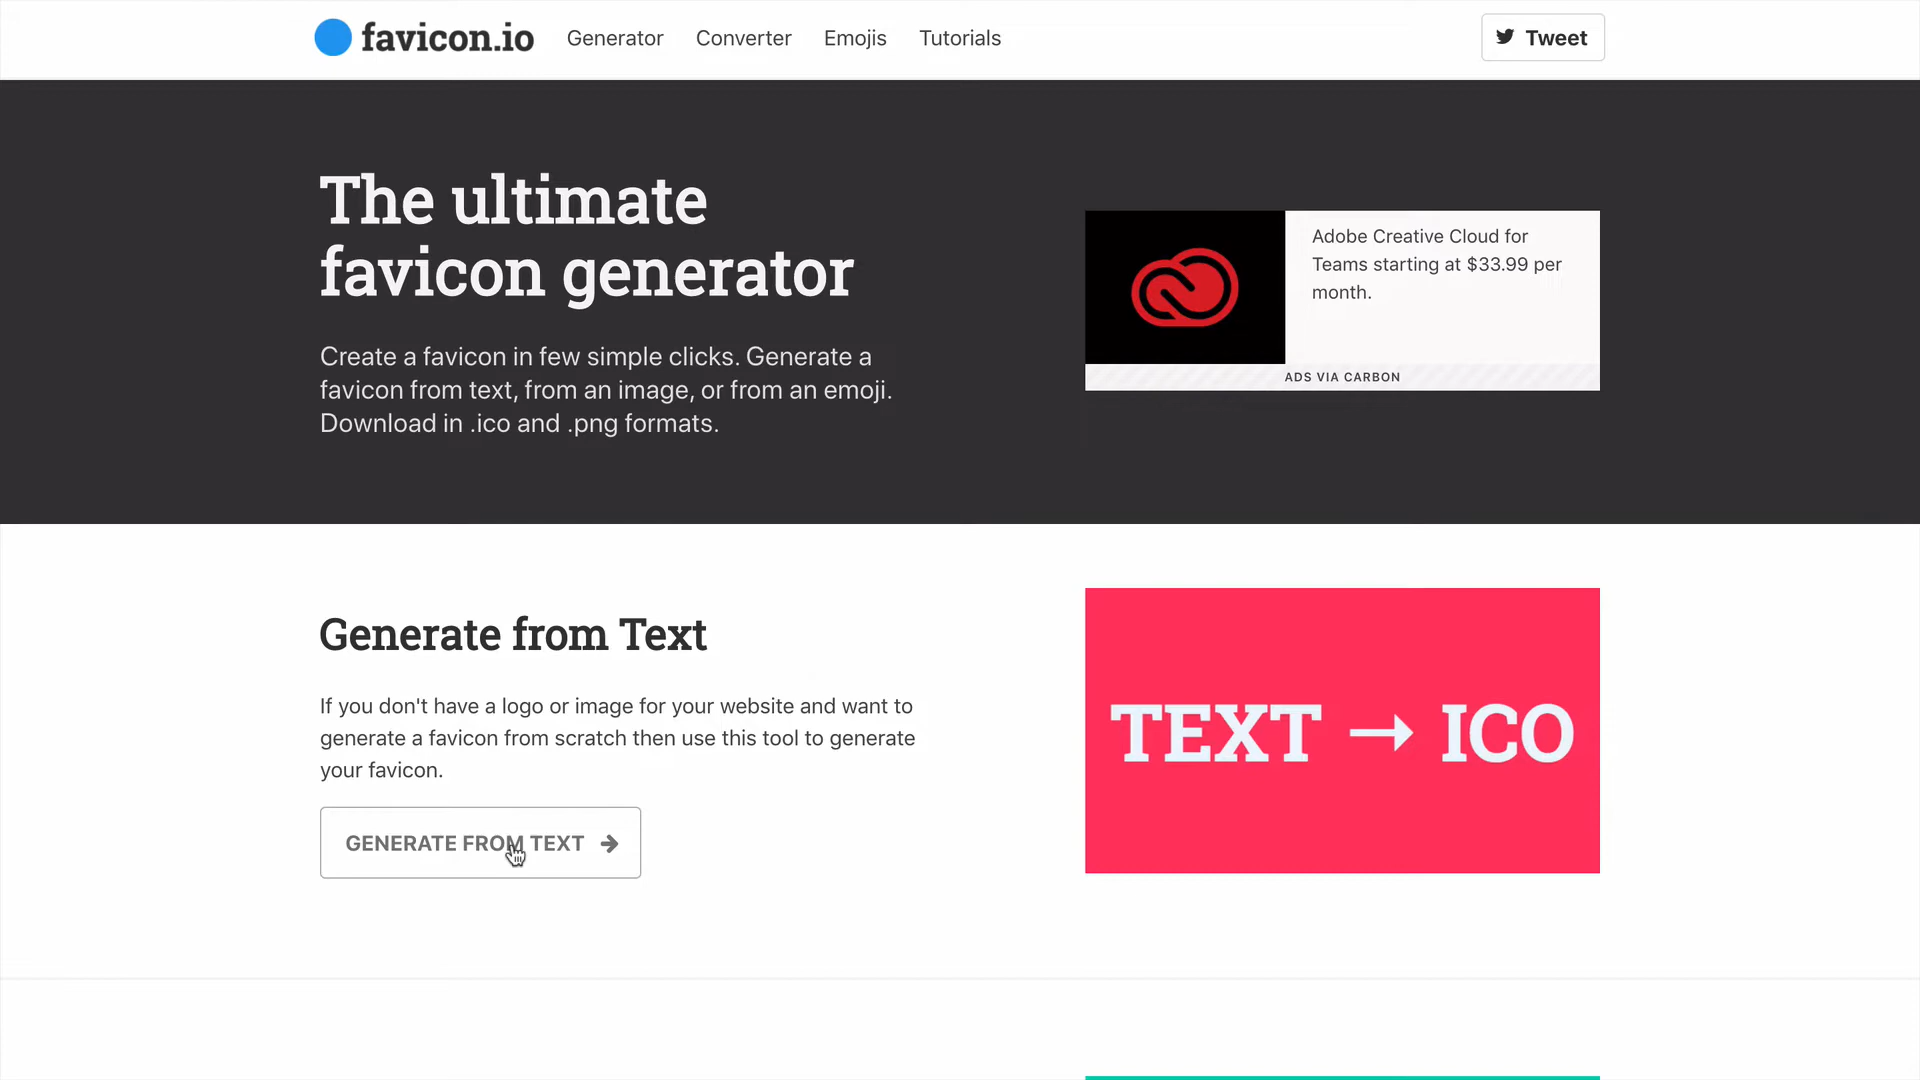 favicon.io
Generator
Converter
Emojis
Tutorials
Tweet
The ultimate
favicon generator
Create a favicon in few simple clicks. Generate a
favicon from text, from an image, or from an emoji.
Download in .ico and .png formats.
Adobe Creative Cloud for
Teams starting at $33.99 per
month.
ADS VIA CARBON
Generate from Text
If you don't have a logo or image for your website and want to
generate a favicon from scratch then use this tool to generate
your favicon.
GENERATE FROM TEXT
TEXT → ICO